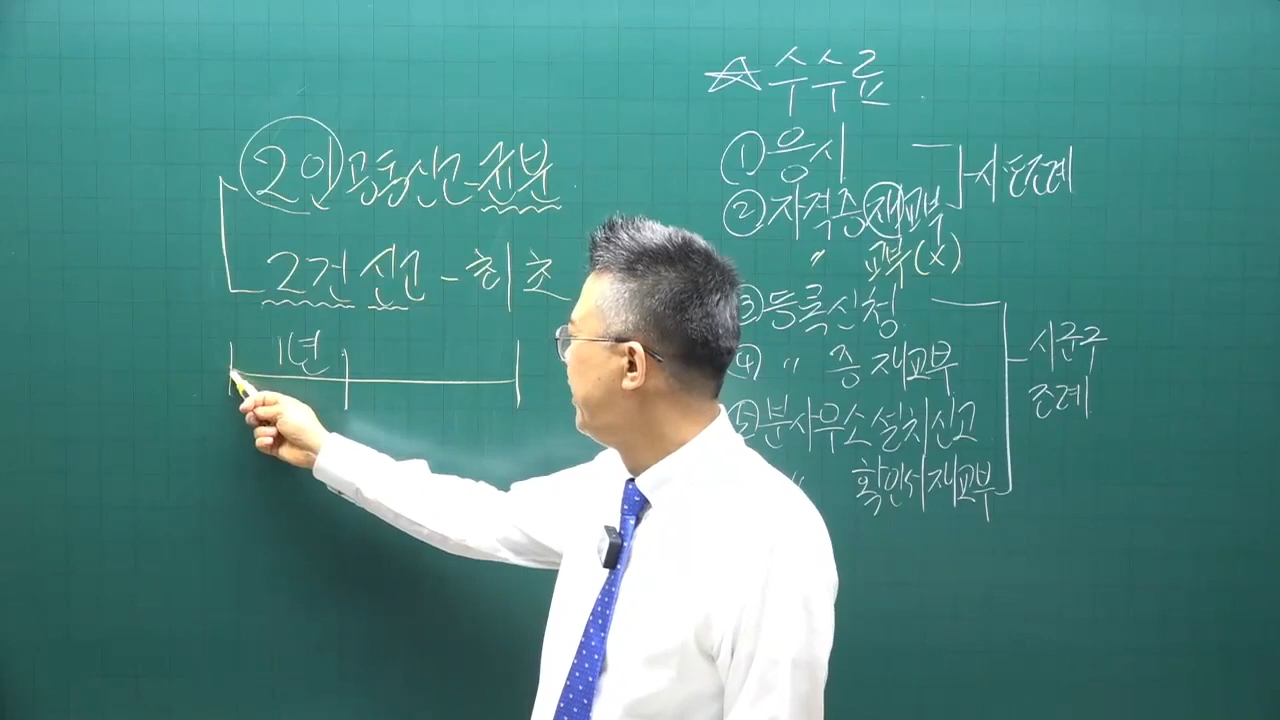 2인 공동산-균분
2건 신고-최초
1년
☆수수료
① 응시
② 자격증 재교부
〃 교부(x)
시·도조례
③ 등록신청
④ 〃 증 재교부
⑤ 분사무소 설치신고
〃 확인서 재교부
시군구
조례